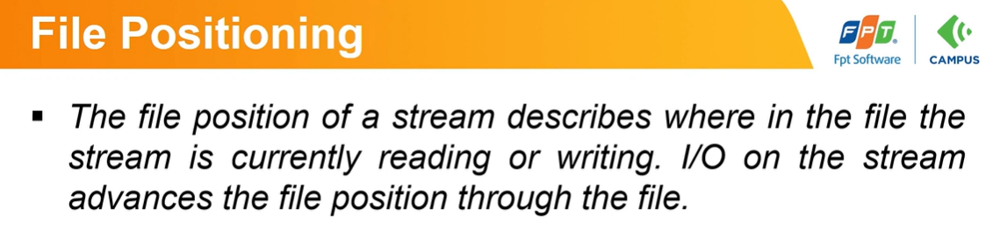 File Positioning
FPT
Fpt Software
CAMPUS
▪ The file position of a stream describes where in the file the
stream is currently reading or writing. I/O on the stream
advances the file position through the file.